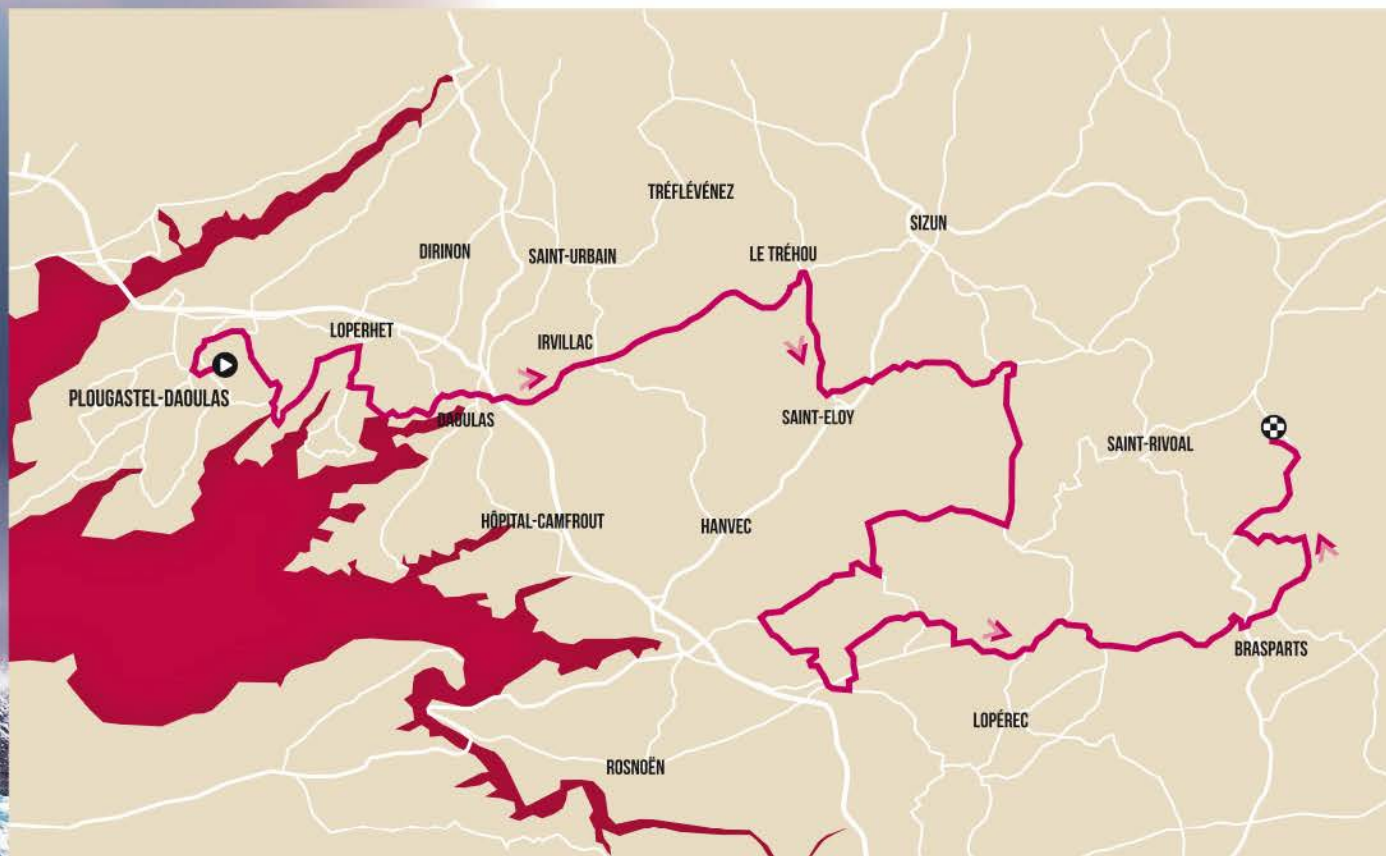 TRÉFLÉVÉNEZ
SIZUN
DIRINON
SAINT-URBAIN
LE TRÉHOU
LOPERHET
IRVILLAC
PLOUGASTEL-DAOULAS
DAOULAS
SAINT-ELOY
SAINT-RIVOAL
HÔPITAL-CAMFROUT
HANVEC
BRASPARTS
LOPÉREC
ROSNOËN